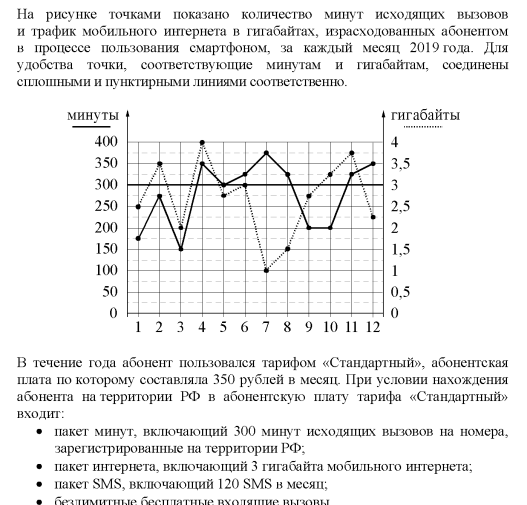 На рисунке точками показано количество минут исходящих вызовов
и трафик мобильного интернета в гигабайтах, израсходованных абонентом
в процессе пользования смартфоном, за каждый месяц 2019 года. Для
удобства точки, соответствующие минутам и гигабайтам, соединены
сплошными и пунктирными линиями соответственно.
минуты гигабайты
400 4
350 3,5
300 3
250 2,5
200 2
150 1,5
100 1
50 0,5
0 0
1 2 3 4 5 6 7 8 9 10 11 12
В течение года абонент пользовался тарифом «Стандартный», абонентская
плата по которому составляла 350 рублей в месяц. При условии нахождения
абонента на территории РФ в абонентскую плату тарифа «Стандартный»
входит:
• пакет минут, включающий 300 минут исходящих вызовов на номера,
зарегистрированные на территории РФ;
• пакет интернета, включающий 3 гигабайта мобильного интернета;
• пакет SMS, включающий 120 SMS в месяц;
• безлимитные бесплатные входящие вызовы